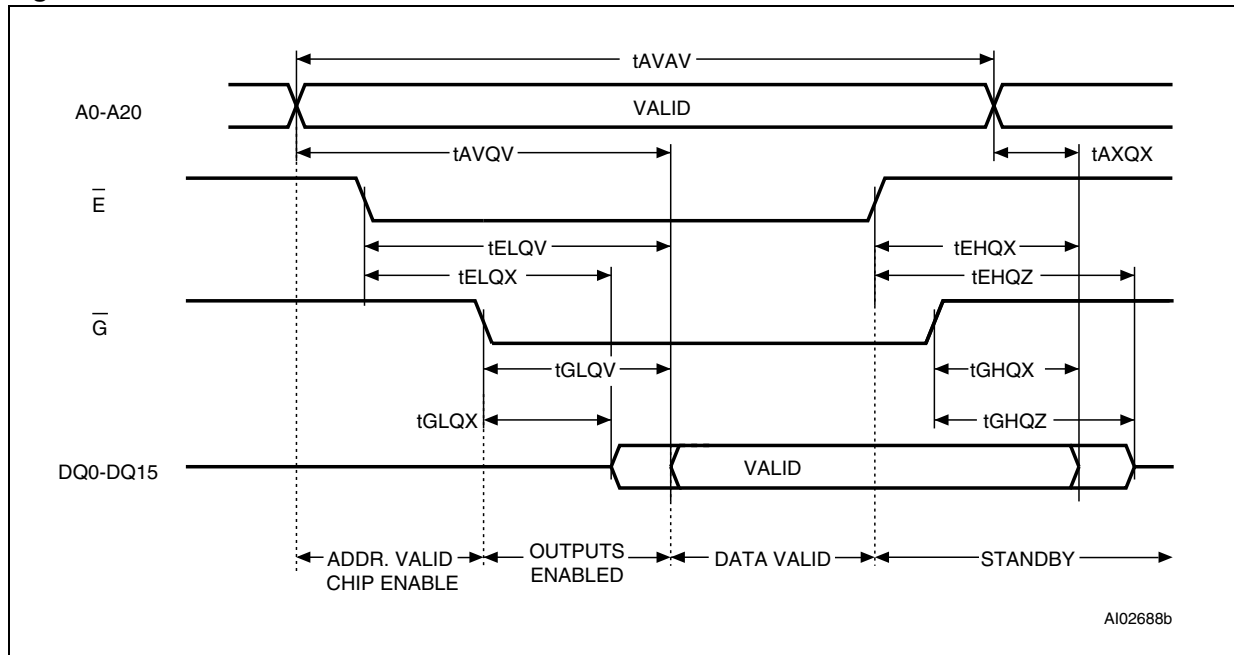 tAVAV
A0-A20
VALID
tAVQV
tAXQX
E
tELQV
tEHQX
tELQX
tEHQZ
G
tGLQV
tGHQX
tGLQX
tGHQZ
DQ0-DQ15
VALID
ADDR. VALID
CHIP ENABLE
OUTPUTS
ENABLED
DATA VALID
STANDBY
AI02688b